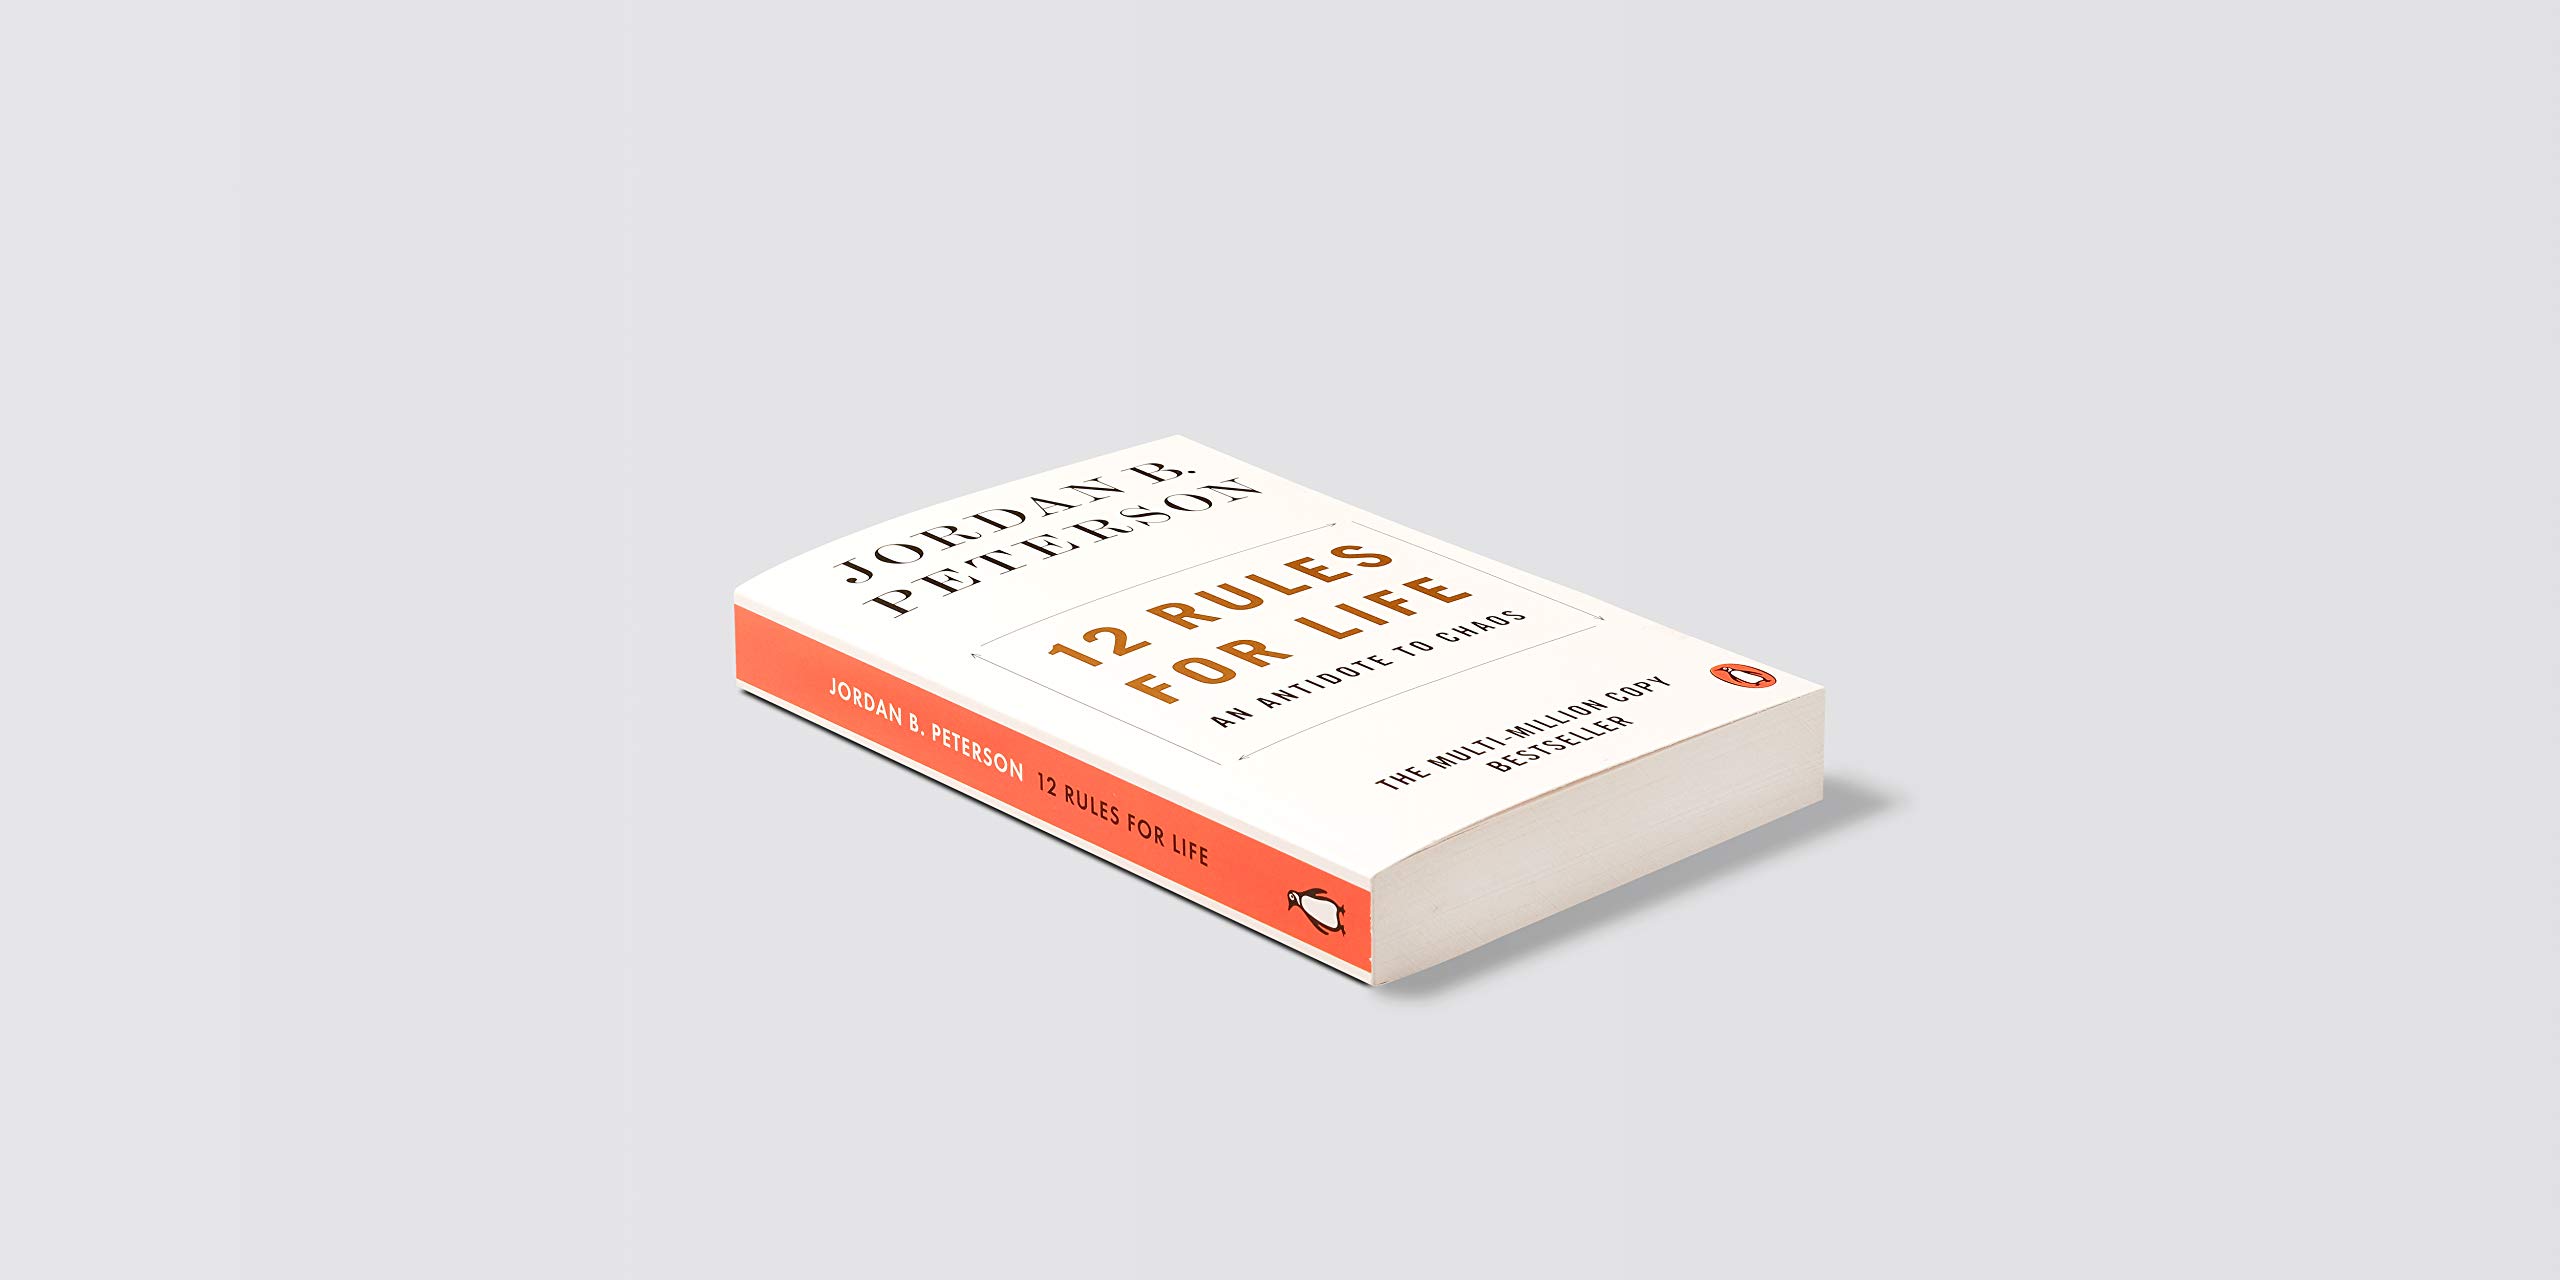 JORDAN B.
PETERSON
12 RULES
FOR LIFE
AN ANTIDOTE TO CHAOS
THE MULTI-MILLION COPY
BESTSELLER
JORDAN B. PETERSON 12 RULES FOR LIFE